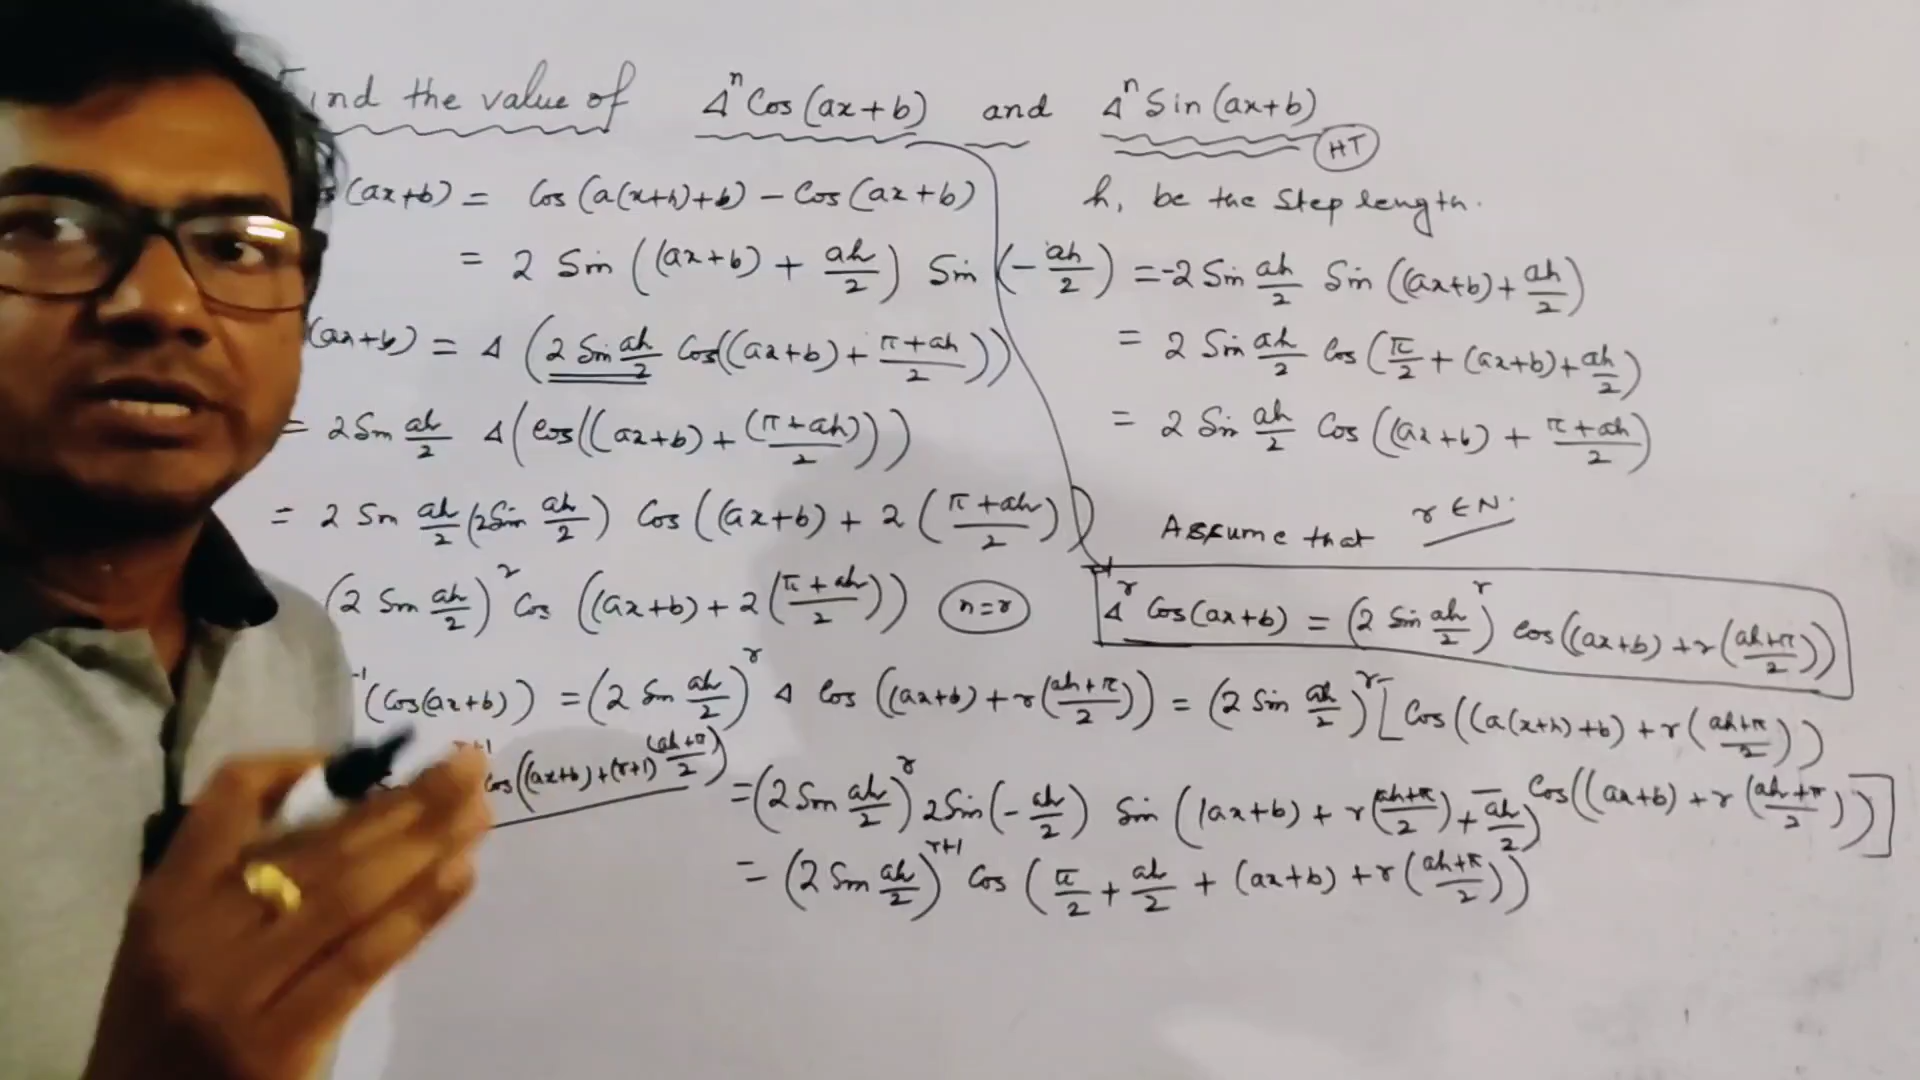 ind the value of Δⁿ Cos(ax+b) and Δⁿ Sin(ax+b)
HT
(ax+b) = Cos(a(x+h)+b) - Cos(ax+b) h, be the Step length.
= 2 Sin((ax+b) + ah/2) Sin(-ah/2) = -2 Sin ah/2 Sin((ax+b) + ah/2)
= 2 Sin ah/2 Cos(π/2 + (ax+b) + ah/2)
(ax+b) = Δ(2 Sin ah/2 Cos((ax+b) + (π+ah)/2))
= 2 Sin ah/2 Cos((ax+b) + (π+ah)/2)
= 2 Sin ah/2 Δ(Cos((ax+b) + (π+ah)/2))
= 2 Sin ah/2 (2 Sin ah/2) Cos((ax+b) + 2(π+ah)/2)
Assume that r ∈ N.
(2 Sin ah/2)² Cos((ax+b) + 2((π+ah)/2)) n=r
Δʳ Cos(ax+b) = (2 Sin ah/2)ʳ Cos((ax+b) + r((ah+π)/2))
(Cos(ax+b)) = (2 Sin ah/2)ʳ Δ Cos((ax+b) + r((ah+π)/2)) = (2 Sin ah/2)ʳ [Cos((a(x+h)+b) + r((ah+π)/2))
- Cos((ax+b) + r((ah+π)/2))]
Cos((ax+b) + (r+1)(ah+π)/2)
= (2 Sin ah/2)ʳ 2 Sin(-ah/2) Sin((ax+b) + r((ah+π)/2) + ah/2)
= (2 Sin ah/2)ʳ⁺¹ Cos(π/2 + ah/2 + (ax+b) + r((ah+π)/2))